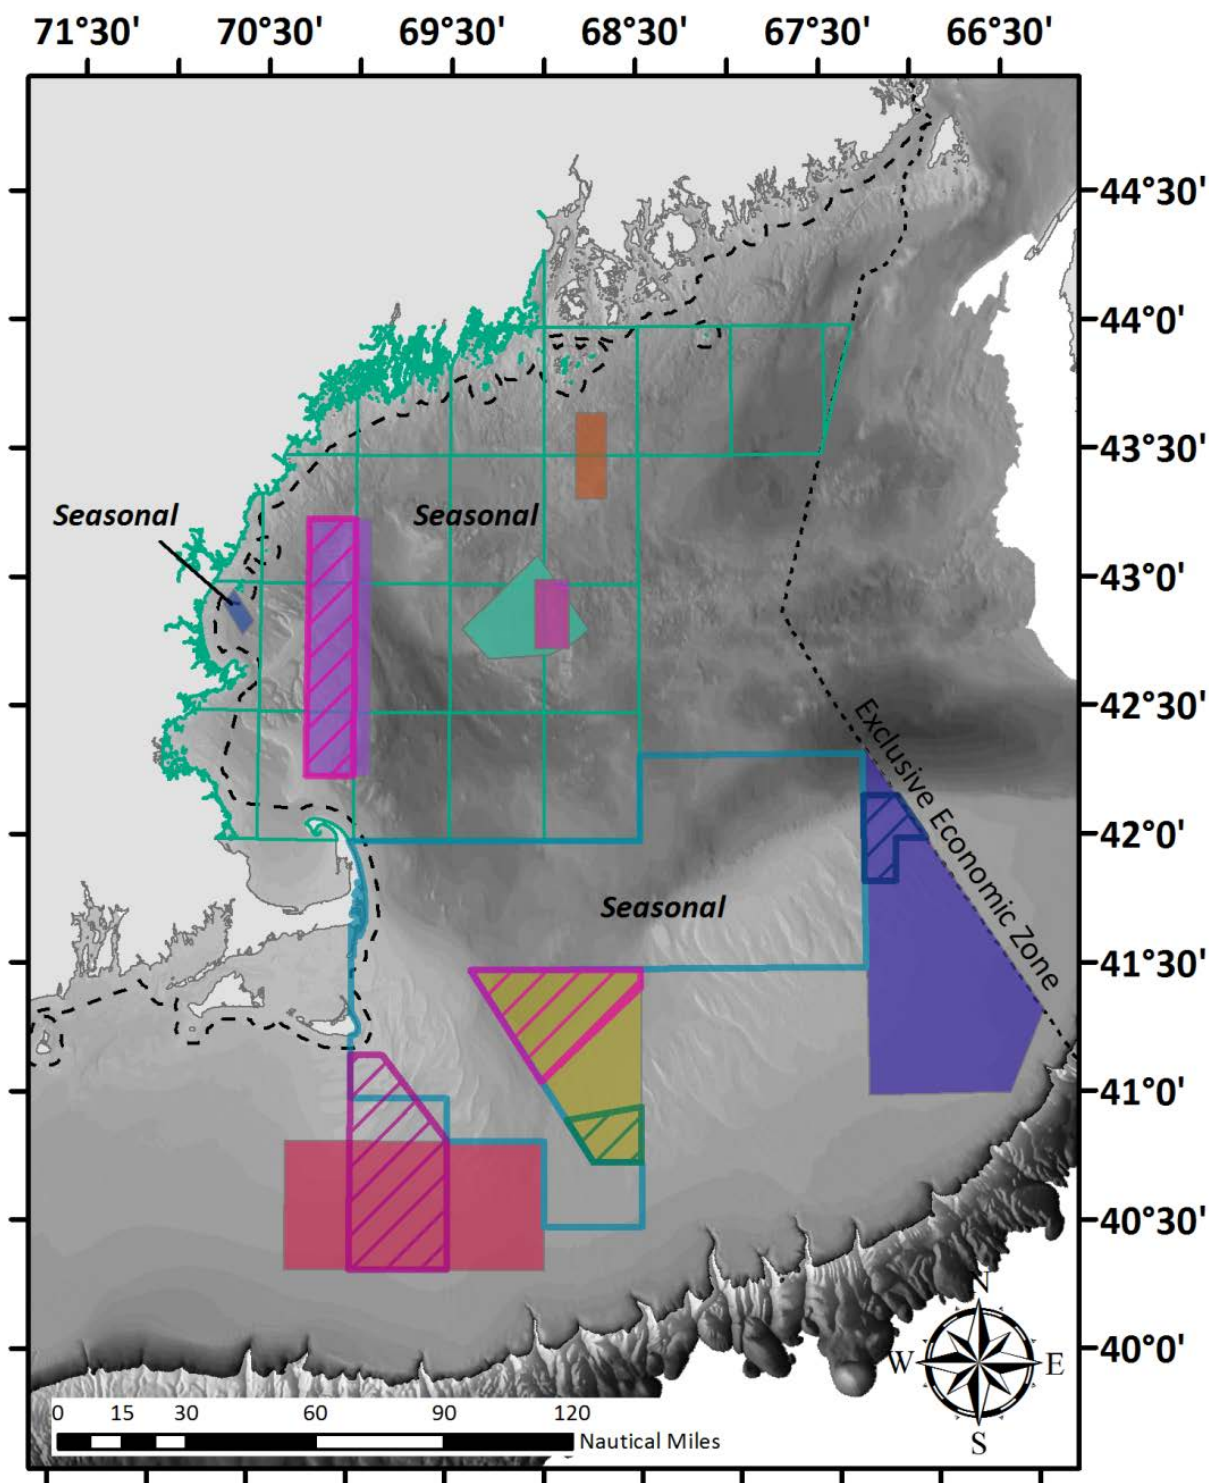 71°30' 70°30' 69°30' 68°30' 67°30' 66°30'
44°30'
44°0'
43°30'
Seasonal
Seasonal
43°0'
42°30'
Exclusive Economic Zone
42°0'
Seasonal
41°30'
41°0'
40°30'
N
40°0'
W E
S
0 15 30 60 90 120
Nautical Miles